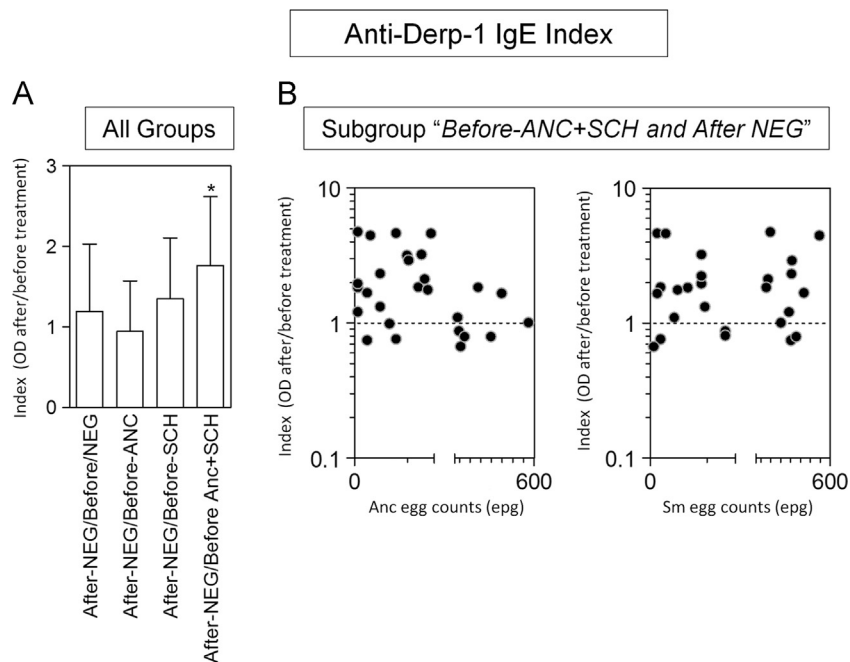 Anti-Derp-1 IgE Index
A
All Groups
Index (OD after/before treatment)
3
2
1
0
*
After-NEG/Before/NEG
After-NEG/Before-ANC
After-NEG/Before-SCH
After-NEG/Before Anc+SCH
B
Subgroup “Before-ANC+SCH and After NEG”
Index (OD after/before treatment)
10
1
0.1
0
600
Anc egg counts (epg)
Index (OD after/before treatment)
10
1
0.1
0
600
Sm egg counts (epg)